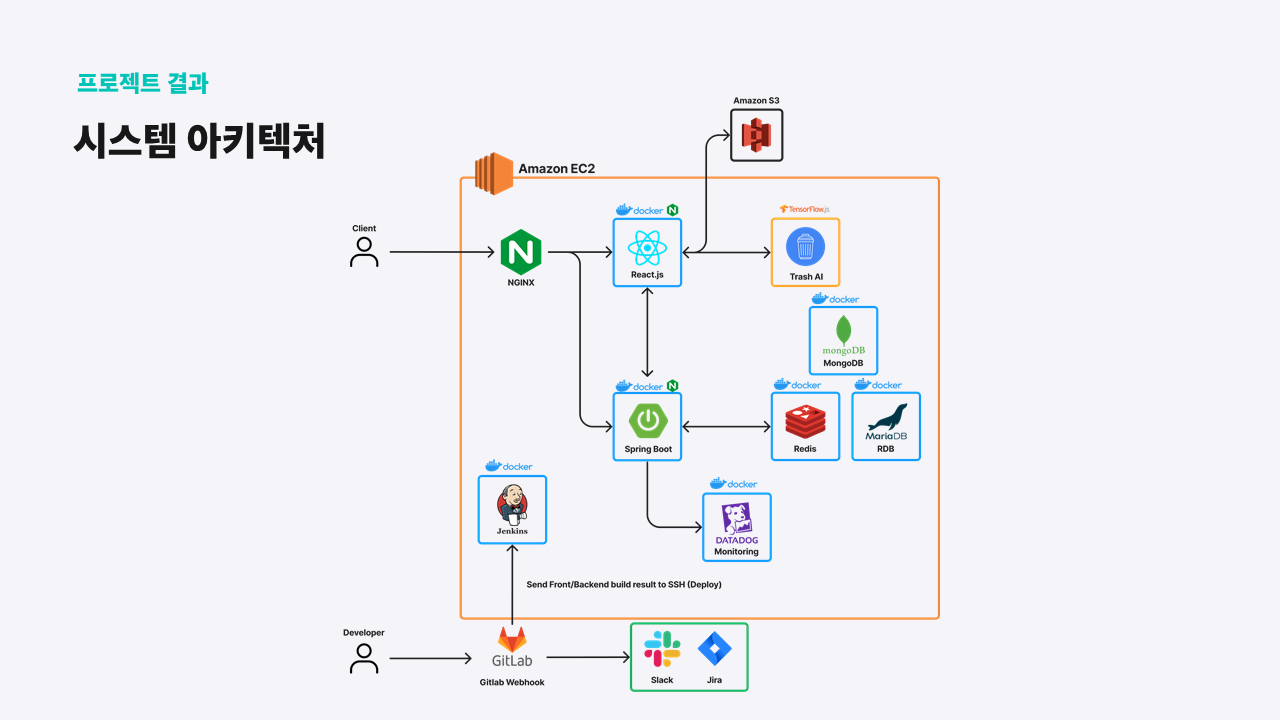 프로젝트 결과
시스템 아키텍처
Amazon S3
Amazon EC2
Client
NGINX
docker
React.js
TensorFlow.js
Trash AI
docker
mongoDB
MongoDB
docker
Spring Boot
docker
Redis
docker
MariaDB
RDB
docker
Jenkins
docker
DATADOG
Monitoring
Send Front/Backend build result to SSH (Deploy)
Developer
GitLab
Gitlab Webhook
Slack
Jira